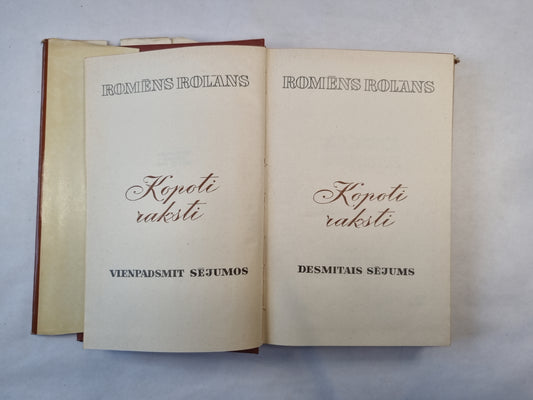 ROMĒNS ROLANS
Kopoti
raksti
VIENPADSMIT SĒJUMOS
ROMĒNS ROLANS
Kopoti
raksti
DESMITAIS SĒJUMS